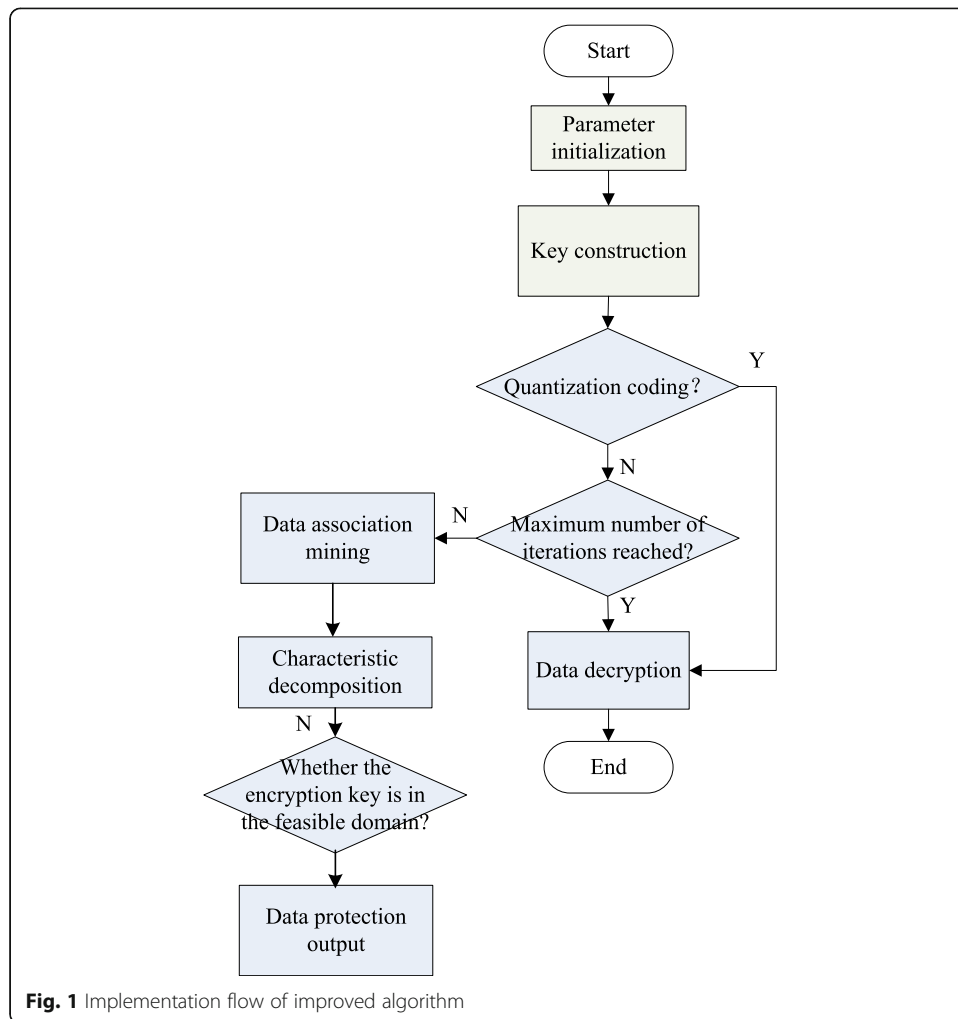 Start
Parameter
initialization
Key construction
Quantization coding?
Y
N
Maximum number of
iterations reached?
N
Data association
mining
Y
Characteristic
decomposition
Data decryption
N
Whether the
encryption key is in
the feasible domain?
End
Data protection
output
Fig. 1 Implementation flow of improved algorithm